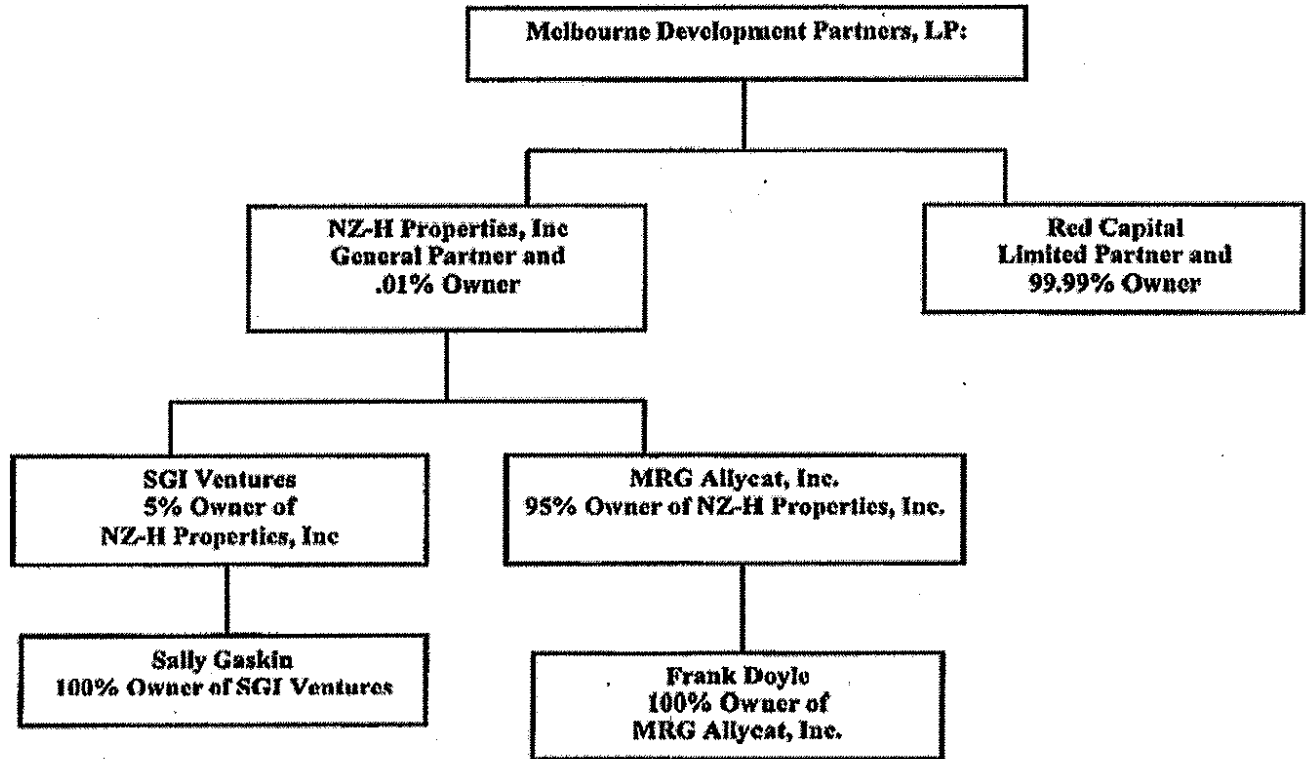 Melbourne Development Partners, LP:
NZ-H Properties, Inc
General Partner and
.01% Owner
Red Capital
Limited Partner and
99.99% Owner
SGI Ventures
5% Owner of
NZ-H Properties, Inc
MRG Allycat, Inc.
95% Owner of NZ-H Properties, Inc.
Sally Gaskin
100% Owner of SGI Ventures
Frank Doyle
100% Owner of
MRG Allycat, Inc.